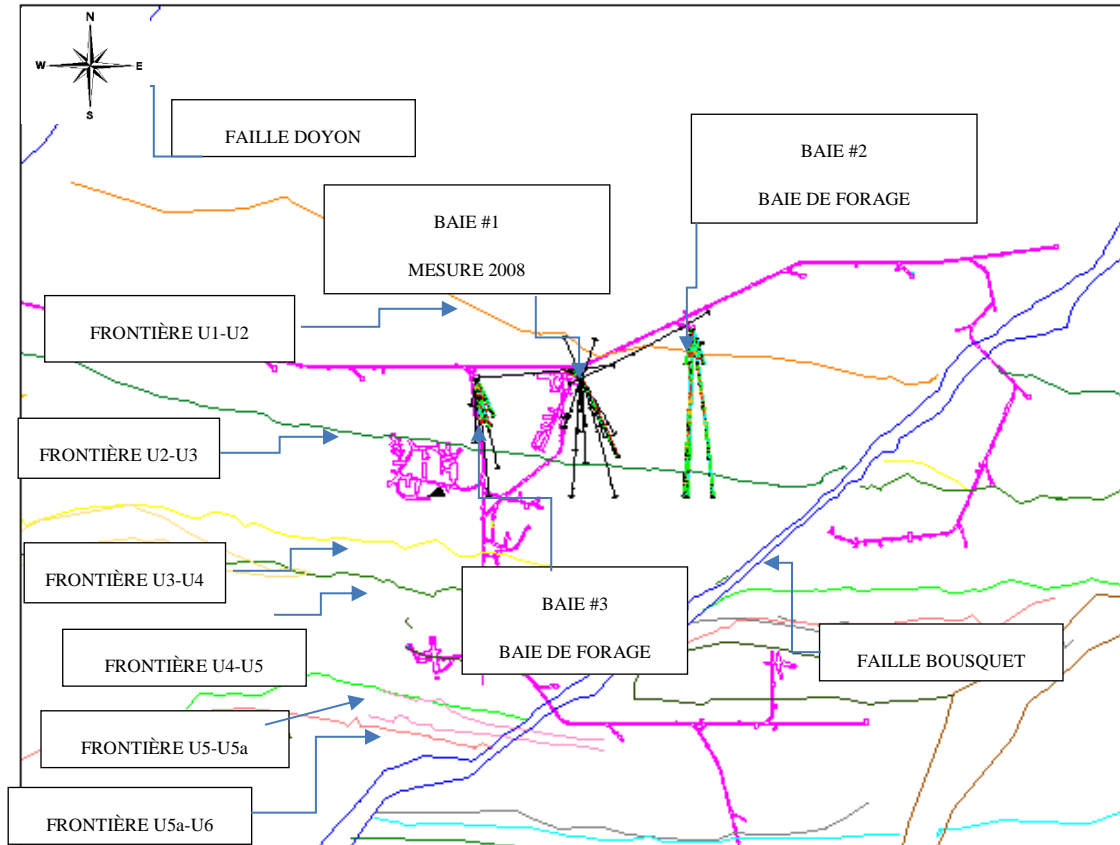 N
W
E
S
FAILLE DOYON
BAIE #2
BAIE DE FORAGE
BAIE #1
MESURE 2008
FRONTIÈRE U1-U2
FRONTIÈRE U2-U3
FRONTIÈRE U3-U4
BAIE #3
BAIE DE FORAGE
FAILLE BOUSQUET
FRONTIÈRE U4-U5
FRONTIÈRE U5-U5a
FRONTIÈRE U5a-U6